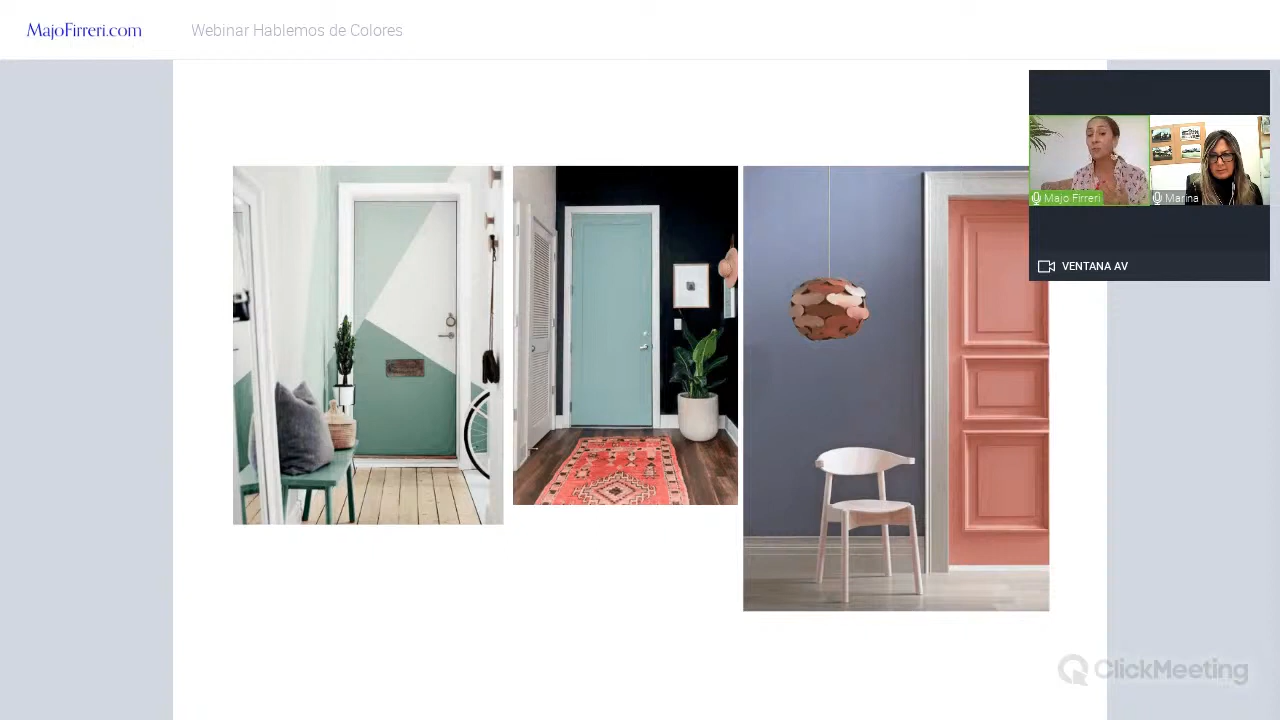 MajoFirreri.com
Webinar Hablemos de Colores
Majo Firreri
Marina
VENTANA AV
ClickMeeting